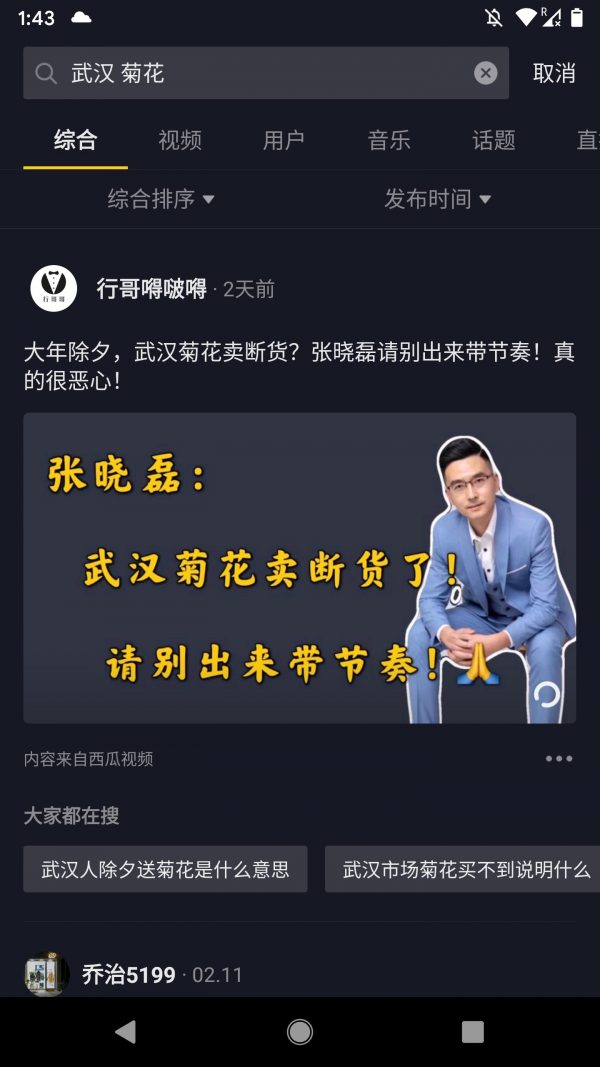 1:43
R
武汉 菊花
取消
综合 视频 用户 音乐 话题 直
综合排序 发布时间
行哥哥
行哥嘚啵嘚 · 2天前
大年除夕，武汉菊花卖断货？张晓磊请别出来带节奏！真
的很恶心！
张晓磊：
武汉菊花卖断货了！
请别出来带节奏！🙏
内容来自西瓜视频
大家都在搜
武汉人除夕送菊花是什么意思 武汉市场菊花买不到说明什么
乔治5199 · 02.11